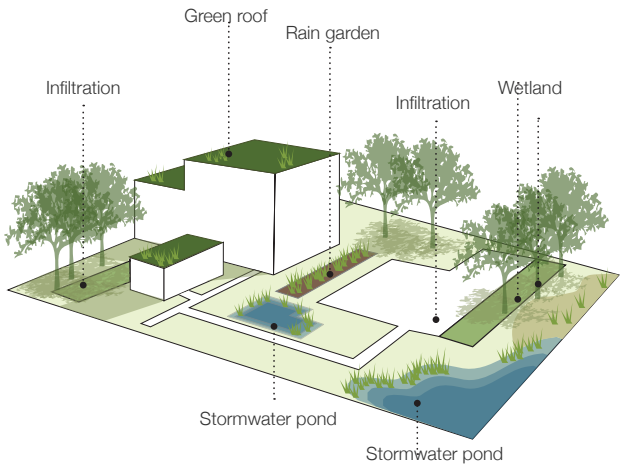 Green roof
Rain garden
Infiltration
Infiltration
Wetland
Stormwater pond
Stormwater pond